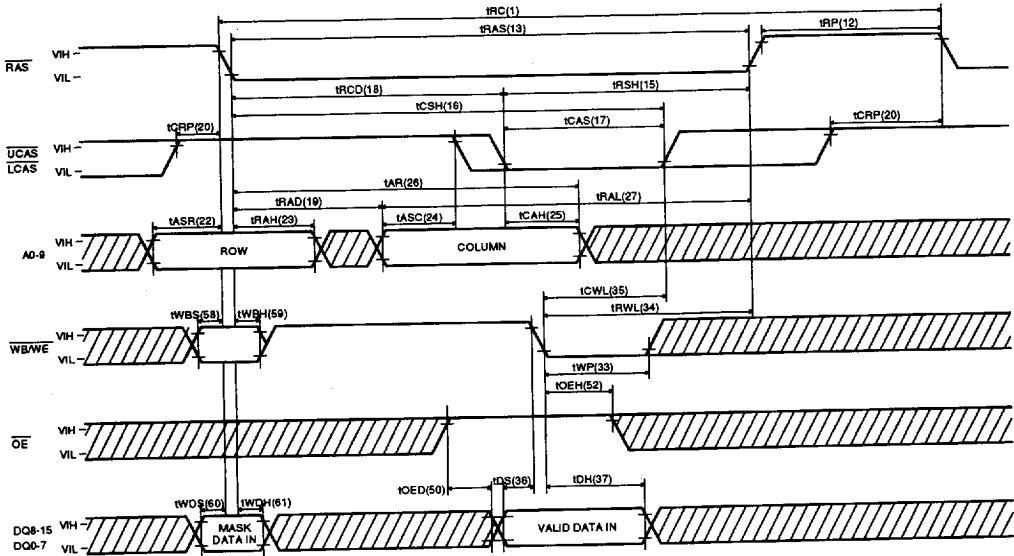 tRC(1)
tRAS(13)
tRP(12)
RAS
VIH
VIL
tRCD(18)
tRSH(15)
tCSH(16)
tCRP(20)
tCAS(17)
tCRP(20)
UCAS
LCAS
VIH
VIL
tAR(26)
tRAD(19)
tRAL(27)
tASR(22)
tRAH(23)
tASC(24)
tCAH(25)
A0-9
VIH
VIL
ROW
COLUMN
tCWL(35)
tRWL(34)
tWBS(58)
tWBH(59)
WB/WE
VIH
VIL
tWP(33)
tOEH(52)
OE
VIH
VIL
tOED(50)
tDS(36)
tDH(37)
tWDS(60)
tWDH(61)
DQ8-15
DQ0-7
VIH
VIL
MASK
DATA IN
VALID DATA IN